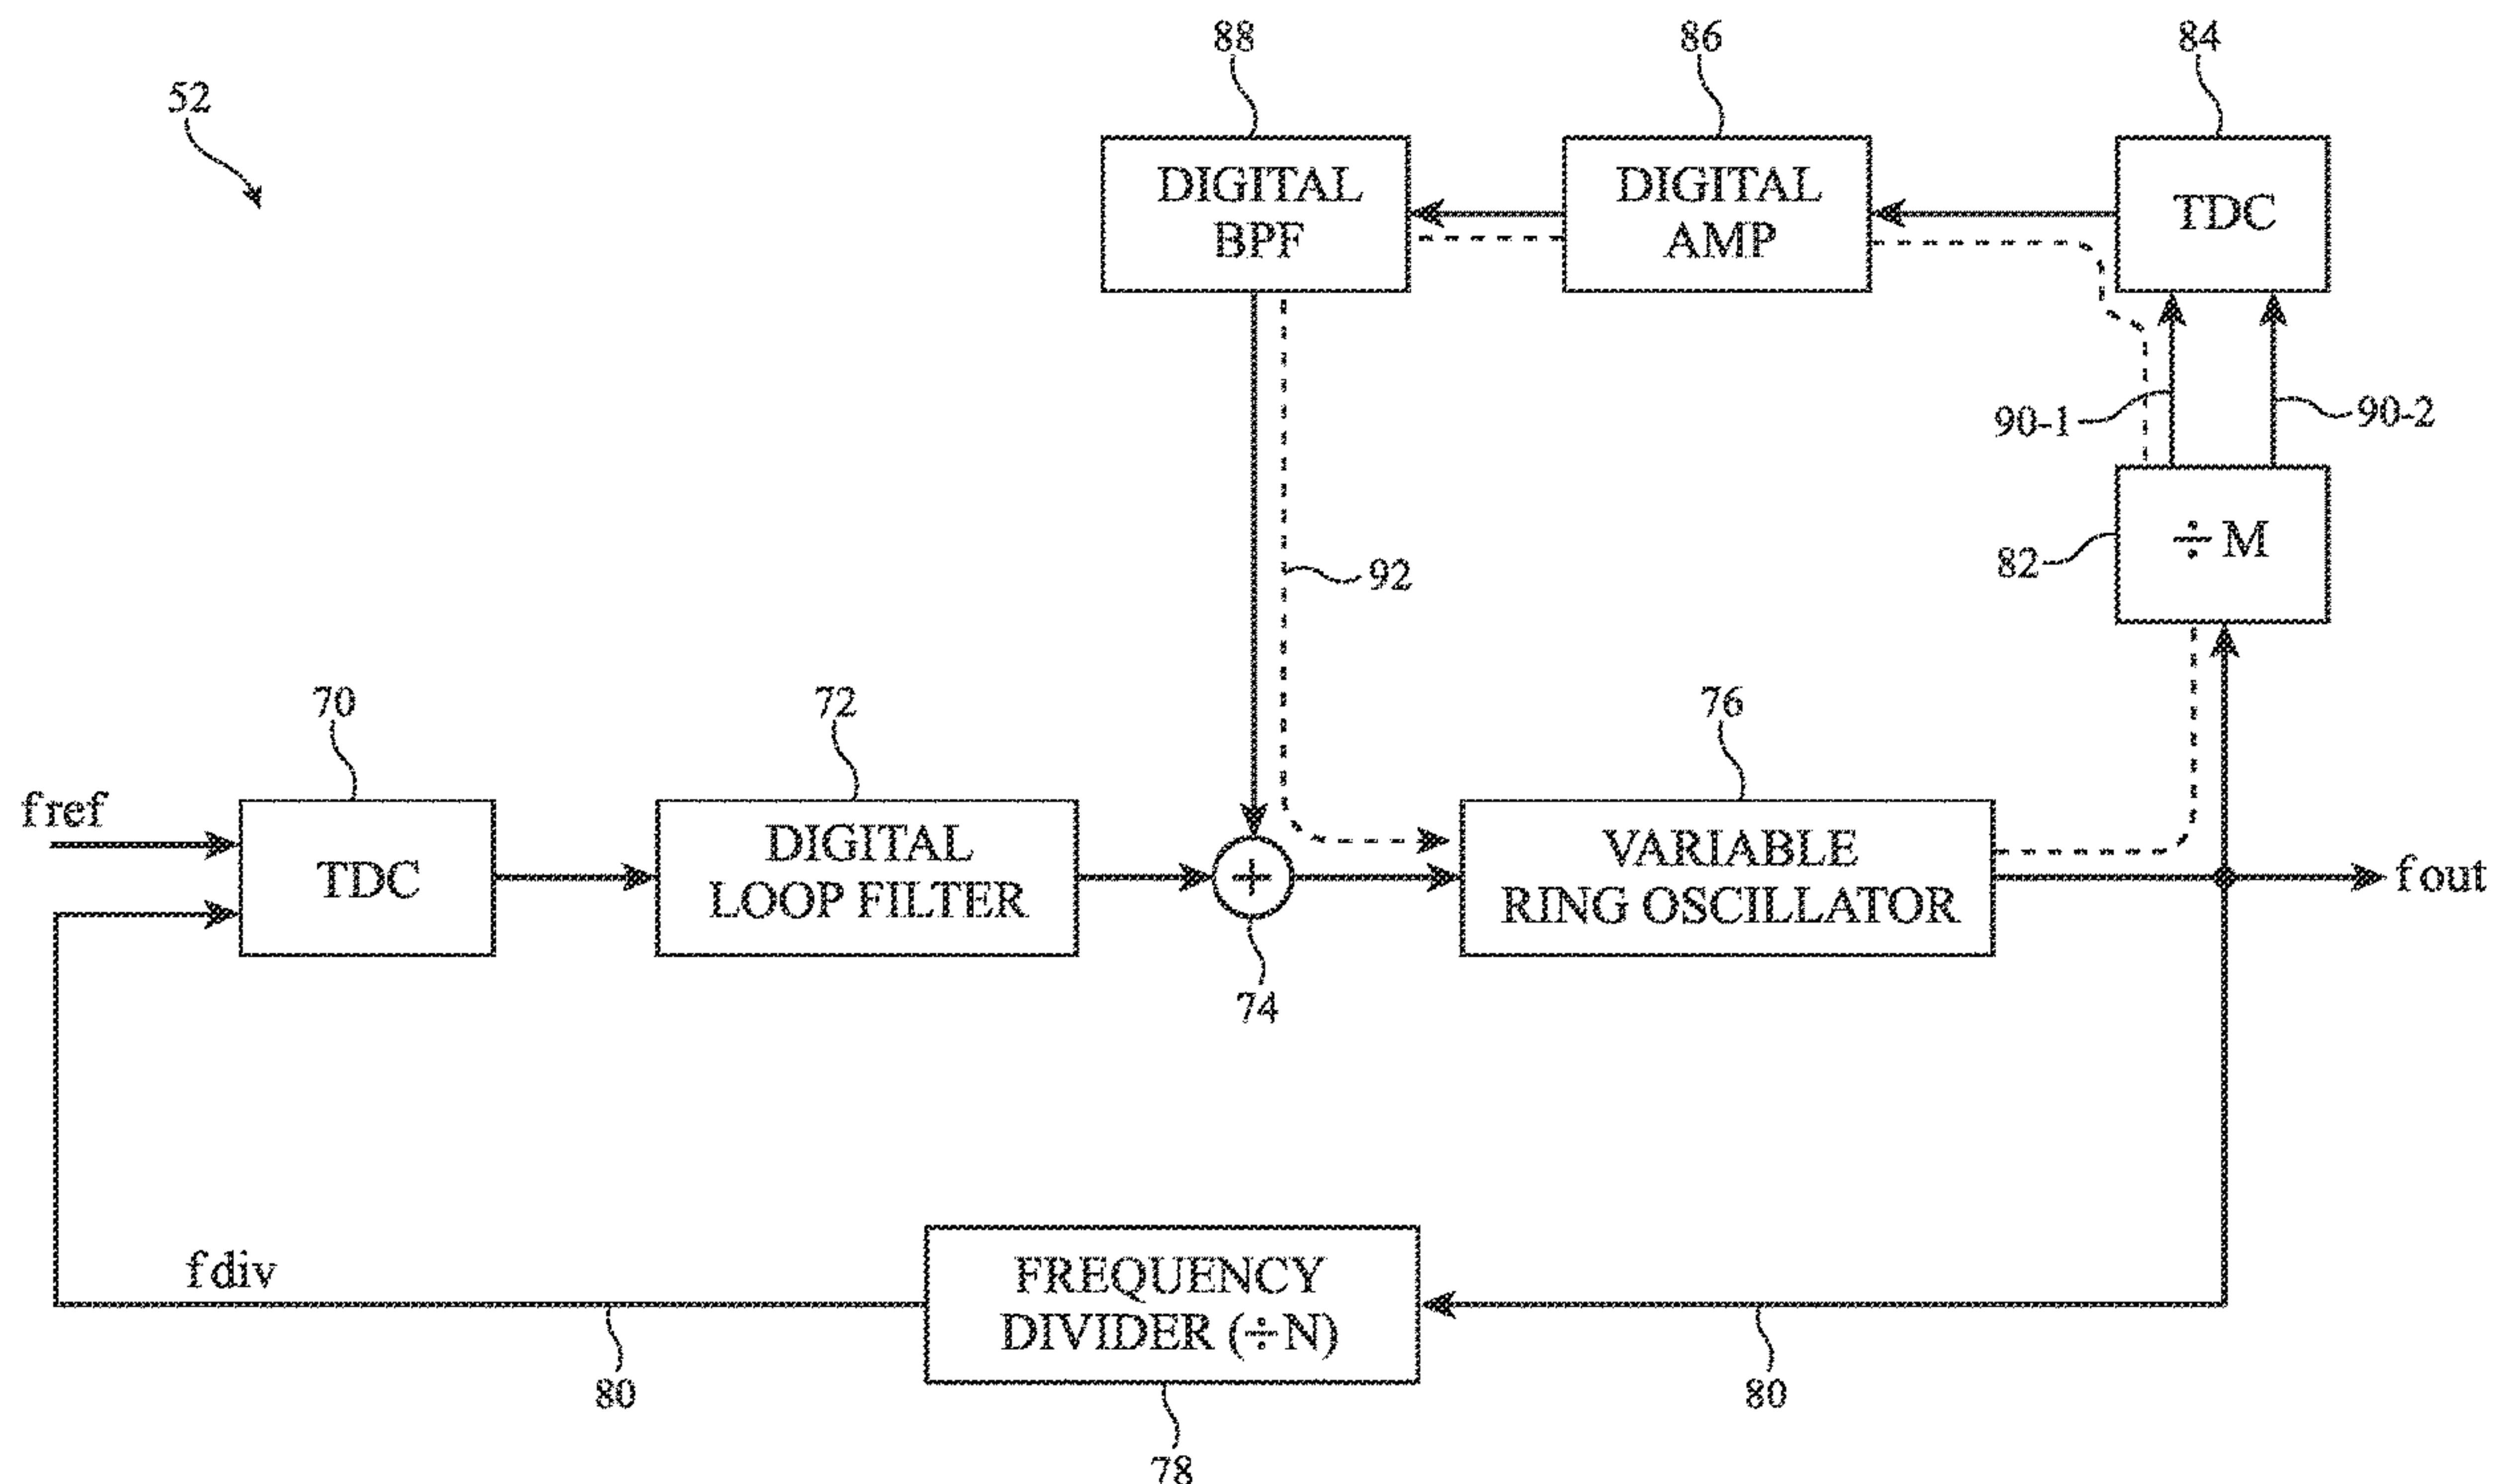 88
86
84
52
DIGITAL
BPF
DIGITAL
AMP
TDC
90-1
90-2
82
÷ M
92
70
72
76
fref
TDC
DIGITAL
LOOP FILTER
+
VARIABLE
RING OSCILLATOR
fout
74
fdiv
FREQUENCY
DIVIDER (÷N)
80
80
78